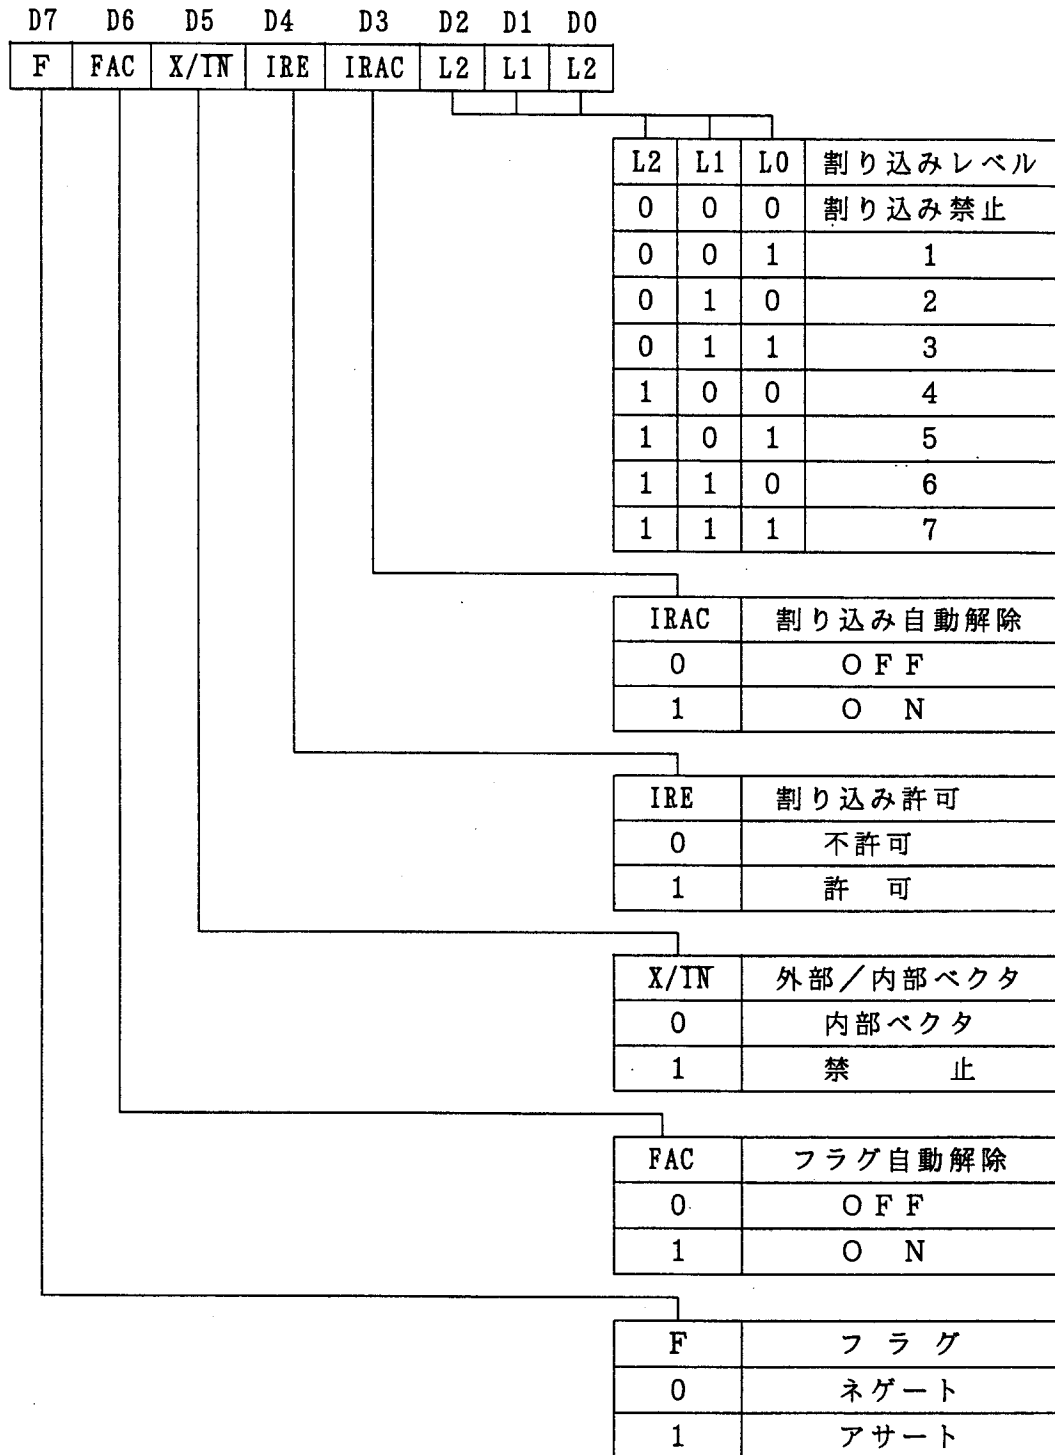 D7 D6 D5 D4 D3 D2 D1 D0
F FAC X/IN IRE IRAC L2 L1 L2
L2 L1 L0 割り込みレベル
0 0 0 割り込み禁止
0 0 1 1
0 1 0 2
0 1 1 3
1 0 0 4
1 0 1 5
1 1 0 6
1 1 1 7
IRAC 割り込み自動解除
0 OFF
1 O N
IRE 割り込み許可
0 不許可
1 許 可
X/IN 外部／内部ベクタ
0 内部ベクタ
1 禁 止
FAC フラグ自動解除
0 OFF
1 O N
F フラグ
0 ネゲート
1 アサート